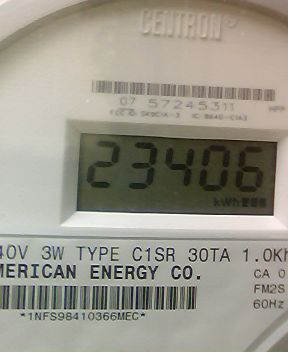 CENTRON
07 57245311
23406
kWh
40V 3W TYPE C1SR 30TA 1.0Kh
MERICAN ENERGY CO.
CA 0
FM2S
60Hz
*1NFS98410366MEC*